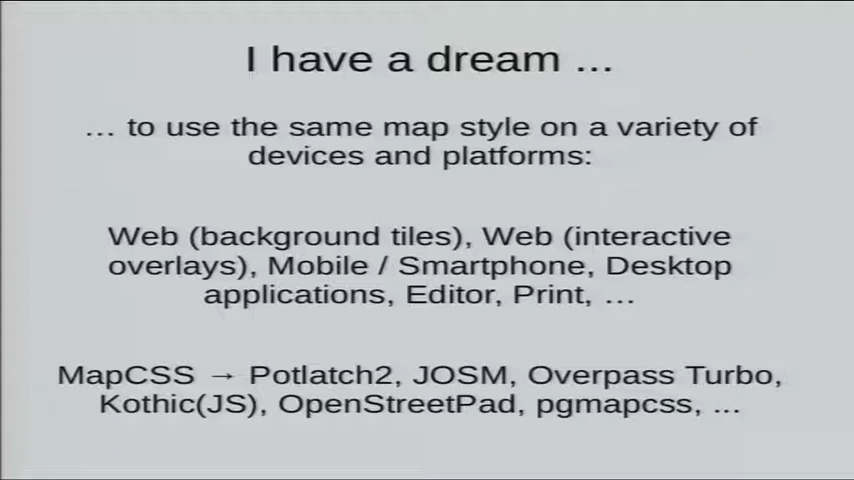 I have a dream ...
... to use the same map style on a variety of
devices and platforms:
Web (background tiles), Web (interactive
overlays), Mobile / Smartphone, Desktop
applications, Editor, Print, ...
MapCSS → Potlatch2, JOSM, Overpass Turbo,
Kothic(JS), OpenStreetPad, pgmapcss, ...